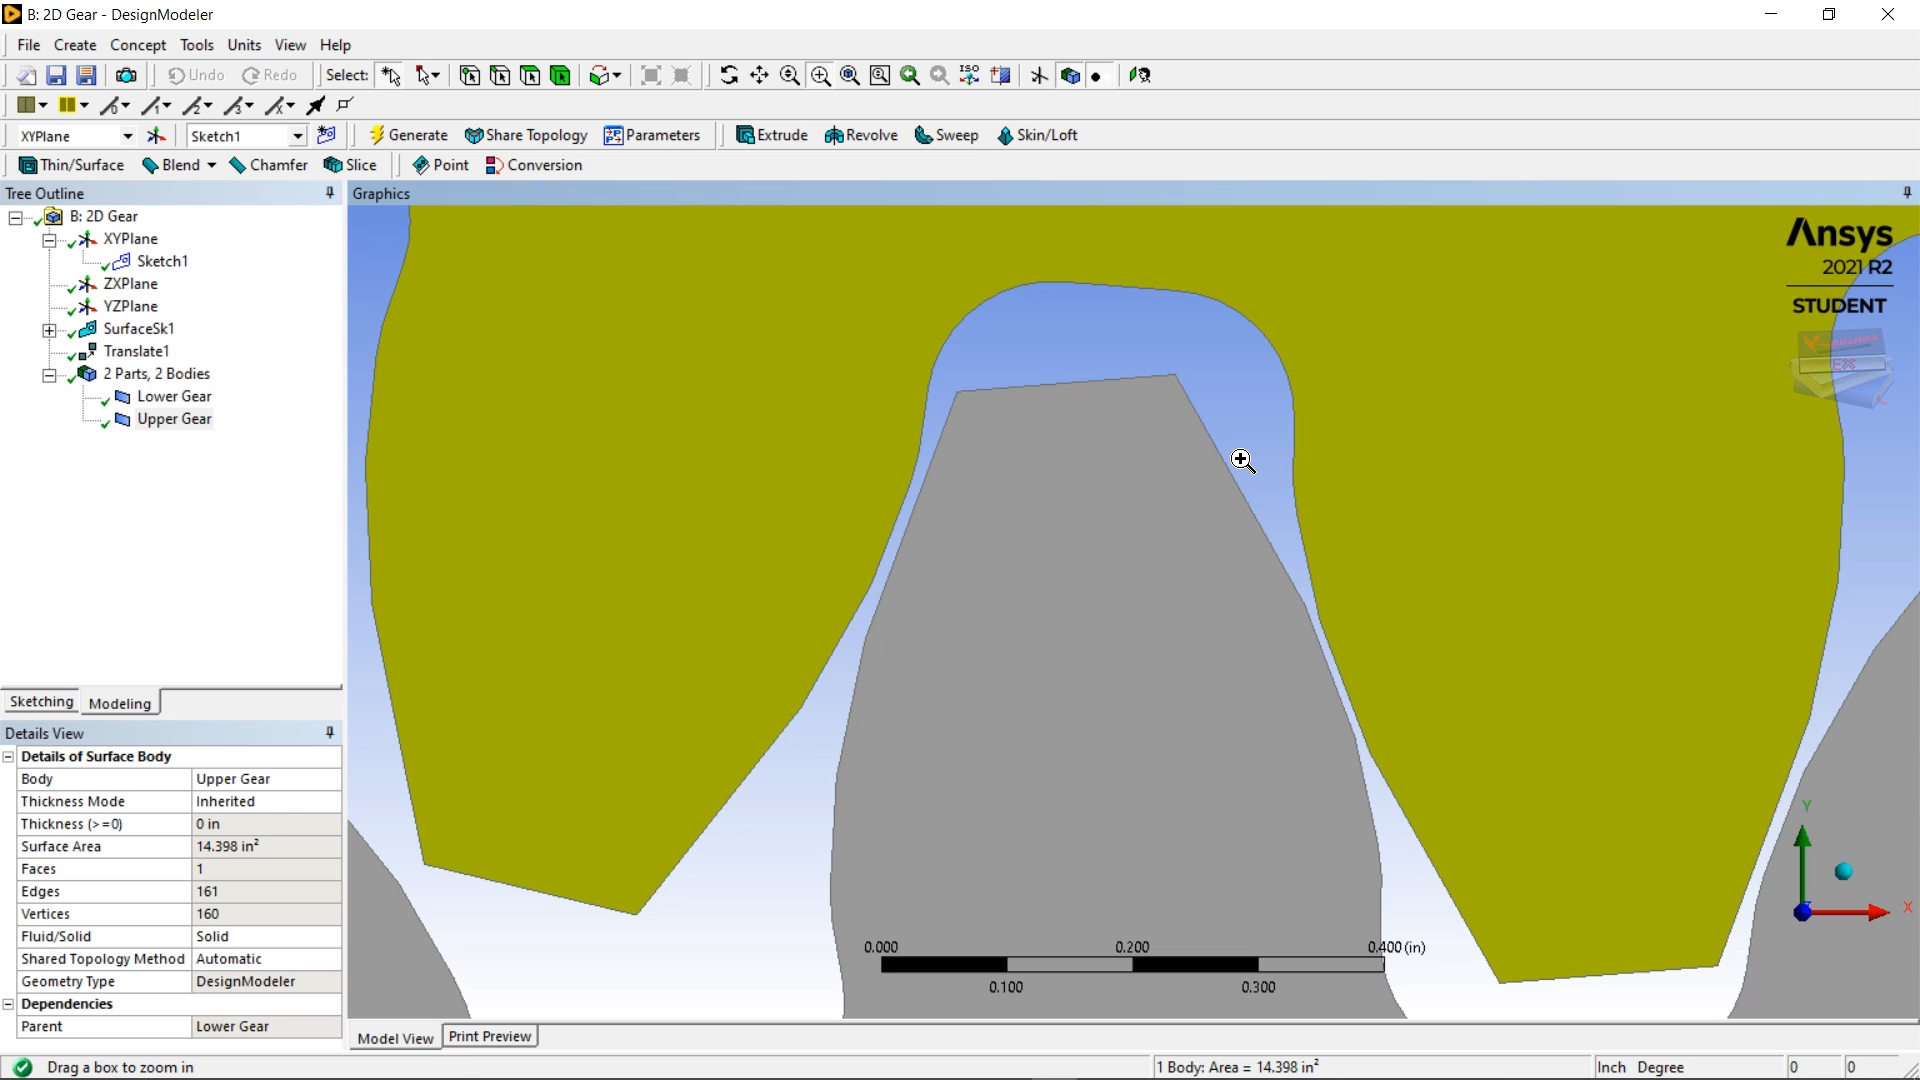 B: 2D Gear - DesignModeler
File Create Concept Tools Units View Help
Undo Redo Select: ISO
XYPlane Sketch1 Generate Share Topology Parameters Extrude Revolve Sweep Skin/Loft
Thin/Surface Blend Chamfer Slice Point Conversion
Tree Outline
B: 2D Gear
XYPlane
Sketch1
ZXPlane
YZPlane
SurfaceSk1
Translate1
2 Parts, 2 Bodies
Lower Gear
Upper Gear
Sketching Modeling
Details View
Details of Surface Body
Body Upper Gear
Thickness Mode Inherited
Thickness (>=0) 0 in
Surface Area 14.398 in²
Faces 1
Edges 161
Vertices 160
Fluid/Solid Solid
Shared Topology Method Automatic
Geometry Type DesignModeler
Dependencies
Parent Lower Gear
Graphics
Ansys
2021 R2
STUDENT
Y
X
0.000 0.200 0.400 (in)
0.100 0.300
Model View Print Preview
Drag a box to zoom in 1 Body: Area = 14.398 in² Inch Degree 0 0